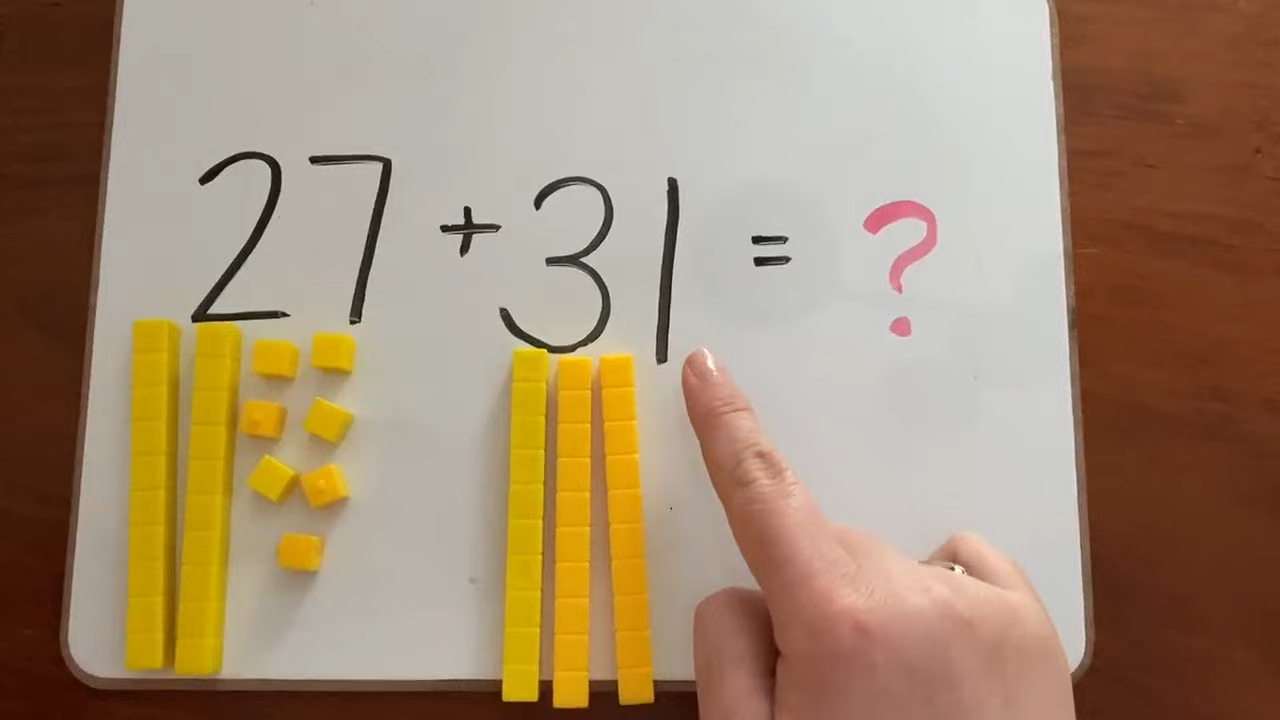 27 + 31 = ?